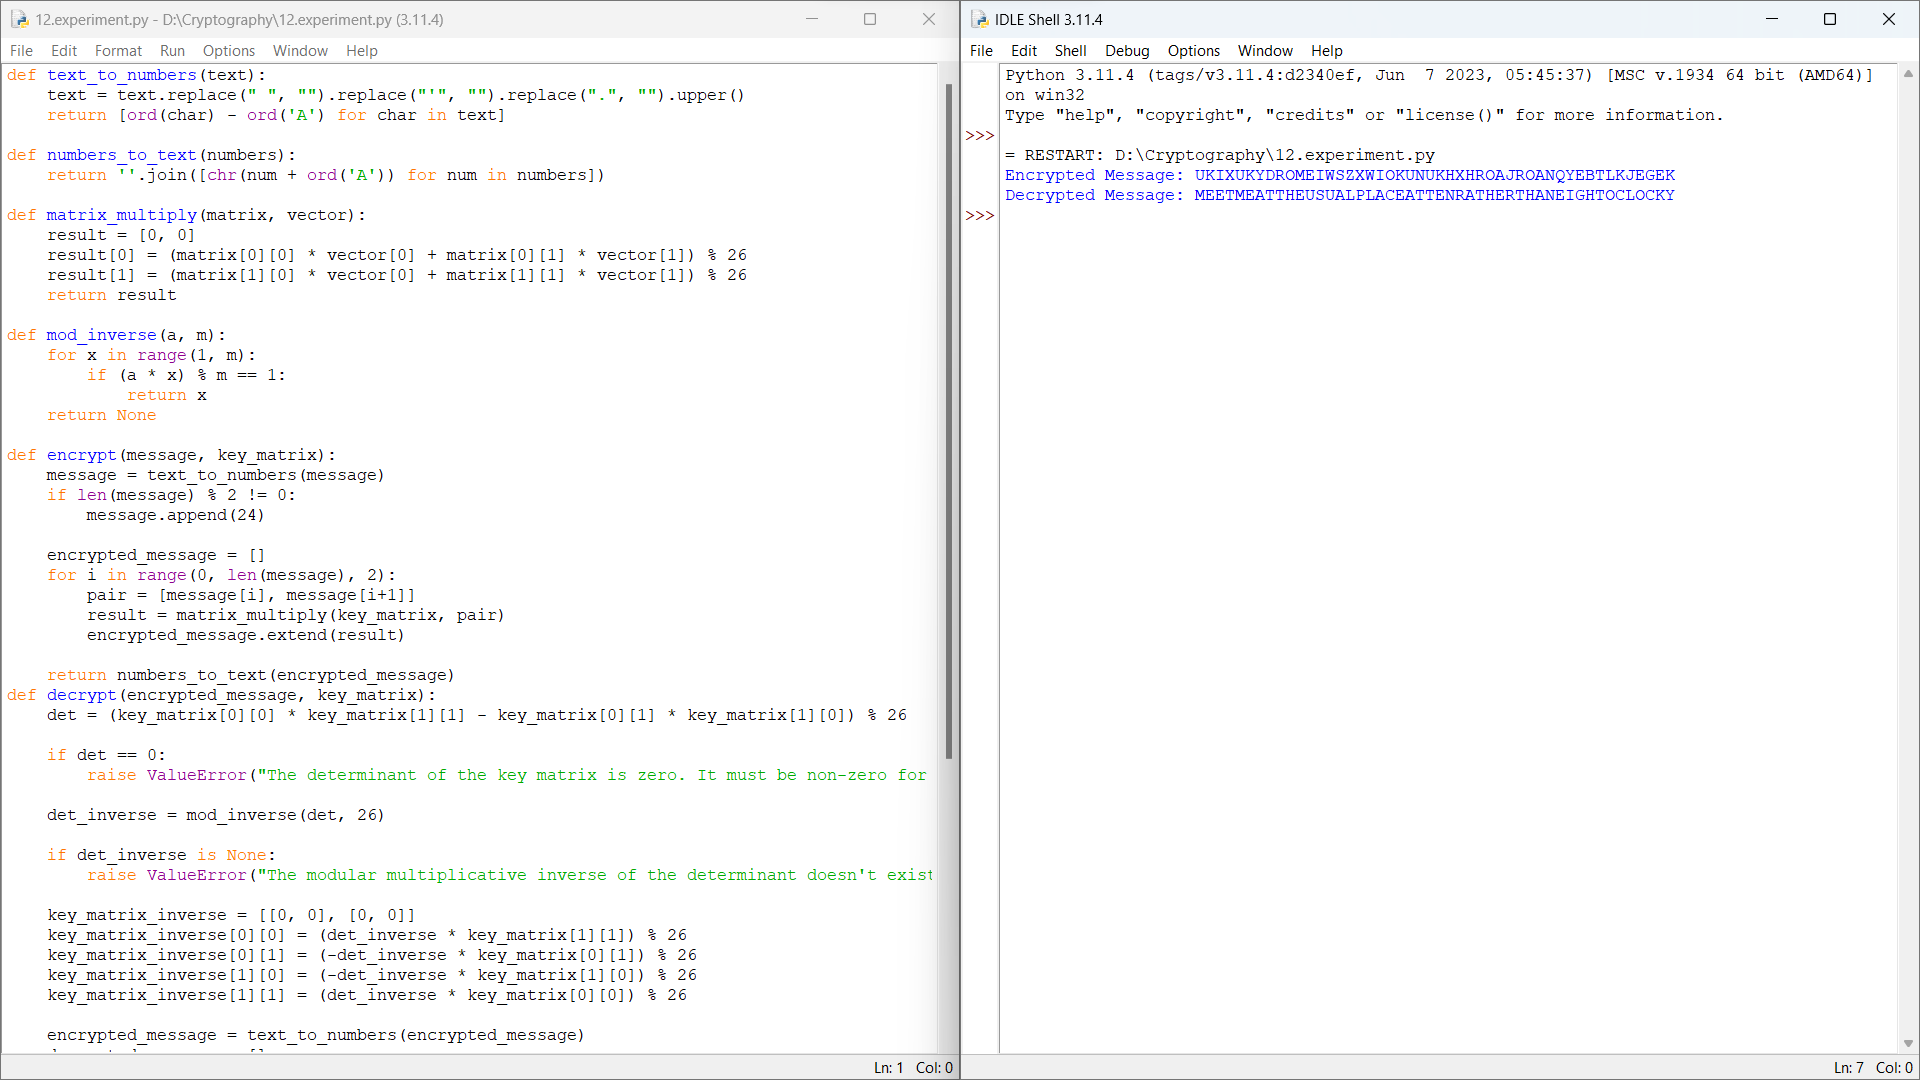 12.experiment.py - D:\Cryptography\12.experiment.py (3.11.4)
File Edit Format Run Options Window Help
def text_to_numbers(text):
    text = text.replace(" ", "").replace("'", "").replace(".", "").upper()
    return [ord(char) - ord('A') for char in text]
def numbers_to_text(numbers):
    return ''.join([chr(num + ord('A')) for num in numbers])
def matrix_multiply(matrix, vector):
    result = [0, 0]
    result[0] = (matrix[0][0] * vector[0] + matrix[0][1] * vector[1]) % 26
    result[1] = (matrix[1][0] * vector[0] + matrix[1][1] * vector[1]) % 26
    return result
def mod_inverse(a, m):
    for x in range(1, m):
        if (a * x) % m == 1:
            return x
    return None
def encrypt(message, key_matrix):
    message = text_to_numbers(message)
    if len(message) % 2 != 0:
        message.append(24)
    encrypted_message = []
    for i in range(0, len(message), 2):
        pair = [message[i], message[i+1]]
        result = matrix_multiply(key_matrix, pair)
        encrypted_message.extend(result)
    return numbers_to_text(encrypted_message)
def decrypt(encrypted_message, key_matrix):
    det = (key_matrix[0][0] * key_matrix[1][1] - key_matrix[0][1] * key_matrix[1][0]) % 26
    if det == 0:
        raise ValueError("The determinant of the key matrix is zero. It must be non-zero for
    det_inverse = mod_inverse(det, 26)
    if det_inverse is None:
        raise ValueError("The modular multiplicative inverse of the determinant doesn't exist
    key_matrix_inverse = [[0, 0], [0, 0]]
    key_matrix_inverse[0][0] = (det_inverse * key_matrix[1][1]) % 26
    key_matrix_inverse[0][1] = (-det_inverse * key_matrix[0][1]) % 26
    key_matrix_inverse[1][0] = (-det_inverse * key_matrix[1][0]) % 26
    key_matrix_inverse[1][1] = (det_inverse * key_matrix[0][0]) % 26
    encrypted_message = text_to_numbers(encrypted_message)
Ln: 1 Col: 0
IDLE Shell 3.11.4
File Edit Shell Debug Options Window Help
Python 3.11.4 (tags/v3.11.4:d2340ef, Jun  7 2023, 05:45:37) [MSC v.1934 64 bit (AMD64)]
on win32
Type "help", "copyright", "credits" or "license()" for more information.
>>>
= RESTART: D:\Cryptography\12.experiment.py
Encrypted Message: UKIXUKYDROMEIWSZXWIOKUNUKHXHROAJROANQYEBTLKJEGEK
Decrypted Message: MEETMEATTHEUSUALPLACEATTENRATHERTHANEIGHTOCLOCKY
>>>
Ln: 7 Col: 0